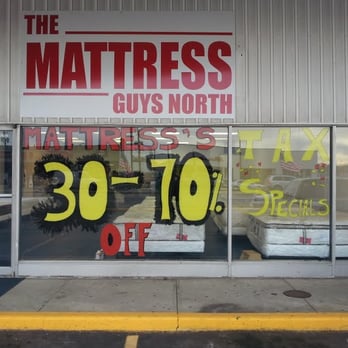 THE
MATTRESS
GUYS NORTH
MATTRESS'S
30-70%
OFF
TAX
SPECIALS